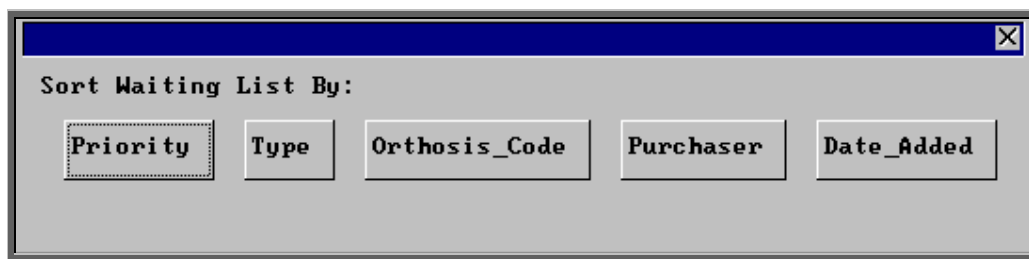 Sort Waiting List By:
Priority Type Orthosis_Code Purchaser Date_Added